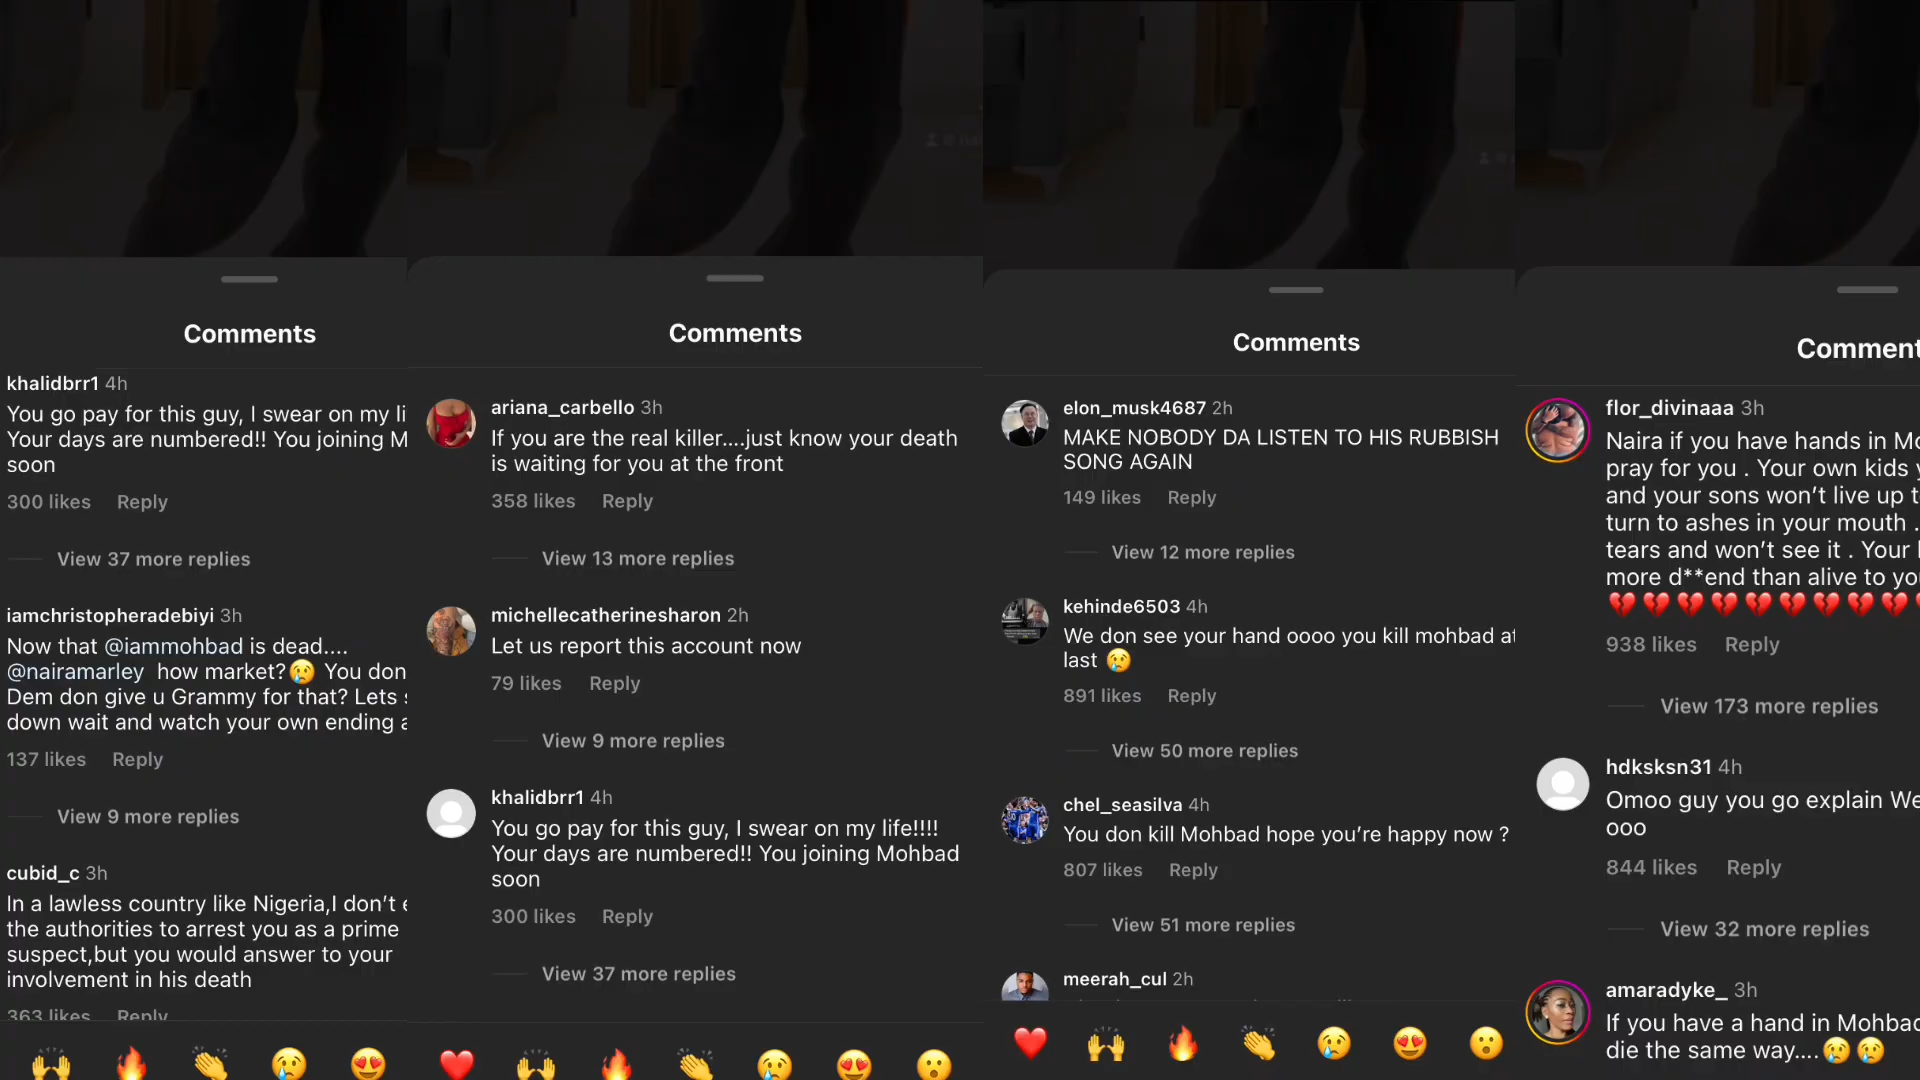 Comments
khalidbrr1 4h
You go pay for this guy, I swear on my li
Your days are numbered!! You joining M
soon
300 likes Reply
View 37 more replies
iamchristopheradebiyi 3h
Now that @iammohbad is dead....
@nairamarley how market?😢 You don
Dem don give u Grammy for that? Lets s
down wait and watch your own ending a
137 likes Reply
View 9 more replies
cubid_c 3h
In a lawless country like Nigeria,I don't e
the authorities to arrest you as a prime
suspect,but you would answer to your
involvement in his death
363 likes Reply
Comments
ariana_carbello 3h
If you are the real killer....just know your death
is waiting for you at the front
358 likes Reply
View 13 more replies
michellecatherinesharon 2h
Let us report this account now
79 likes Reply
View 9 more replies
khalidbrr1 4h
You go pay for this guy, I swear on my life!!!!
Your days are numbered!! You joining Mohbad
soon
300 likes Reply
View 37 more replies
Comments
elon_musk4687 2h
MAKE NOBODY DA LISTEN TO HIS RUBBISH
SONG AGAIN
149 likes Reply
View 12 more replies
kehinde6503 4h
We don see your hand oooo you kill mohbad at
last 😢
891 likes Reply
View 50 more replies
chel_seasilva 4h
You don kill Mohbad hope you're happy now ?
807 likes Reply
View 51 more replies
meerah_cul 2h
Comment
flor_divinaaa 3h
Naira if you have hands in Mo
pray for you . Your own kids y
and your sons won't live up t
turn to ashes in your mouth .
tears and won't see it . Your
more d**end than alive to yo
💔💔💔💔💔💔💔💔💔
938 likes Reply
View 173 more replies
hdksksn31 4h
Omoo guy you go explain We
ooo
844 likes Reply
View 32 more replies
amaradyke_ 3h
If you have a hand in Mohbad
die the same way....😢😢